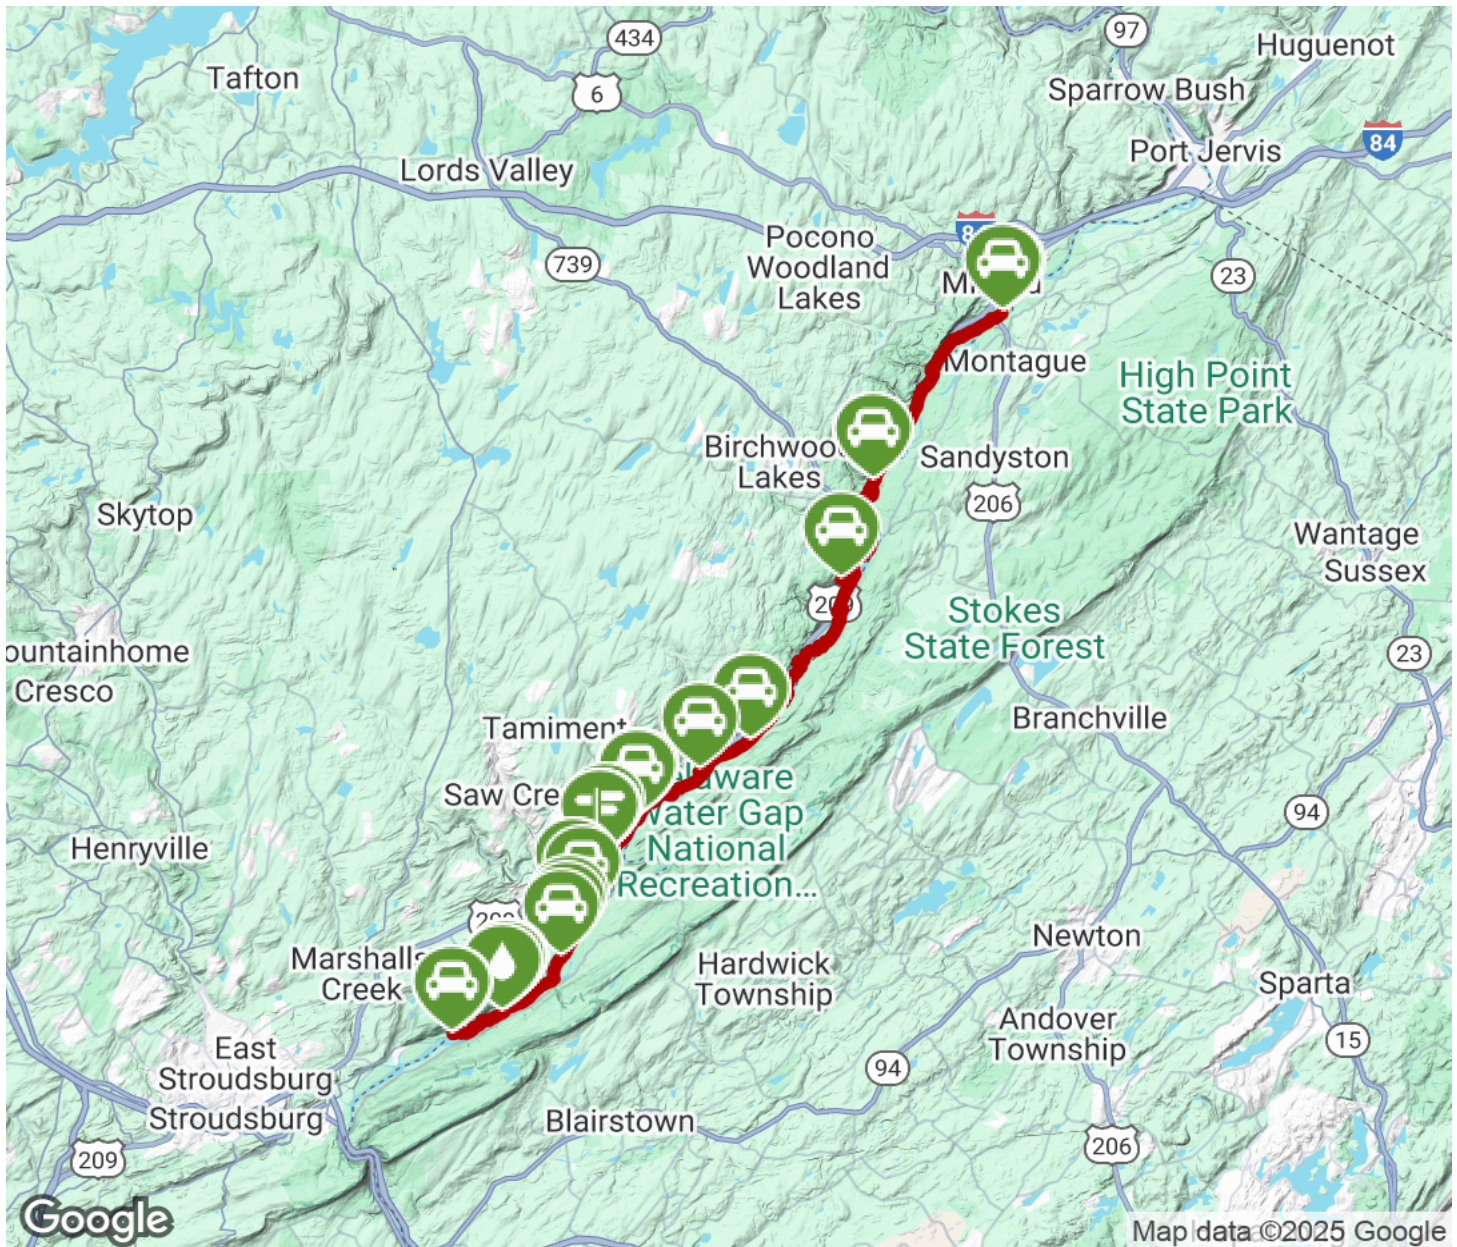 434
97
Huguenot
Tafton
6
Sparrow Bush
84
Port Jervis
Lords Valley
Pocono
Woodland
Lakes
739
23
Montague
High Point
State Park
Lakes
Sandyston
206
Skytop
Wantage
Sussex
209
Stokes
State Forest
ountainhome
Cresco
23
Branchville
Tamiment
Saw Cre
elaware
Water Gap
National
Recreation...
94
Henryville
Newton
Marshalls
Creek
Hardwick
Township
Sparta
Andover
Township
15
East
Stroudsburg
Stroudsburg
94
Blairstown
206
209
Google
Map data ©2025 Google